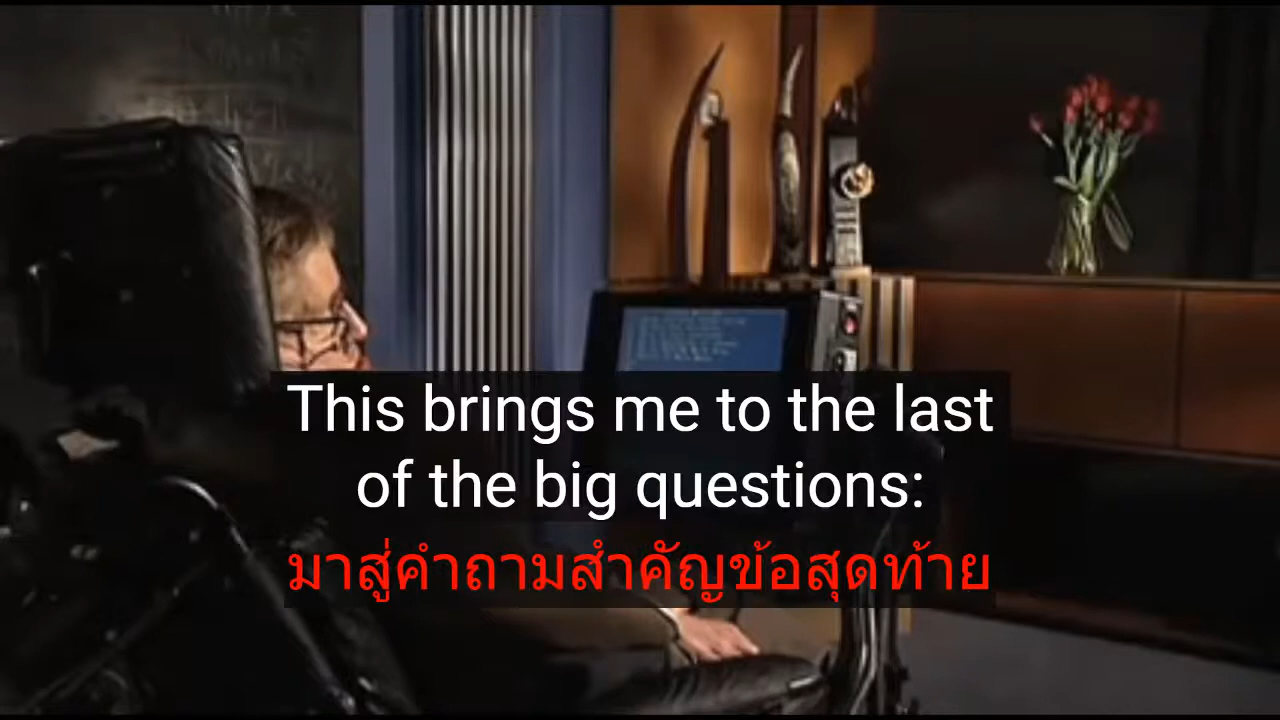 This brings me to the last
of the big questions:
มาสู่คำถามสำคัญข้อสุดท้าย